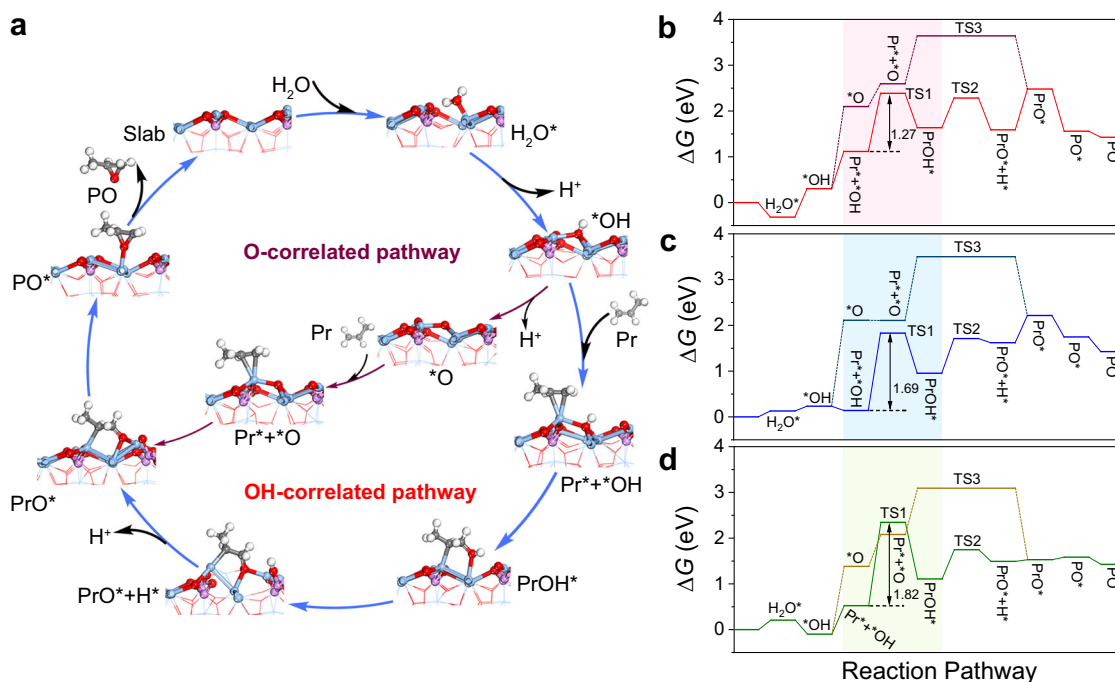 a
H₂O
Slab
H₂O*
PO
H⁺
*OH
O-correlated pathway
PO*
Pr
H⁺
Pr
*O
Pr*+*O
Pr*+*OH
OH-correlated pathway
PrO*
H⁺
PrOH*
PrO*+H*
b
ΔG (eV)
4
3
2
1
0
H₂O*
*OH
*O
Pr*+*O
TS3
TS1
1.27
Pr*+*OH
PrOH*
TS2
PrO*+H*
PrO*
PO*
PO
c
ΔG (eV)
4
3
2
1
0
H₂O*
*OH
*O
Pr*+*O
TS3
TS1
1.69
Pr*+*OH
PrOH*
TS2
PrO*+H*
PrO*
PO*
PO
d
ΔG (eV)
4
3
2
1
0
H₂O*
*OH
*O
Pr*+*O
TS3
TS1
1.82
Pr*+*OH
PrOH*
TS2
PrO*+H*
PrO*
PO*
PO
Reaction Pathway